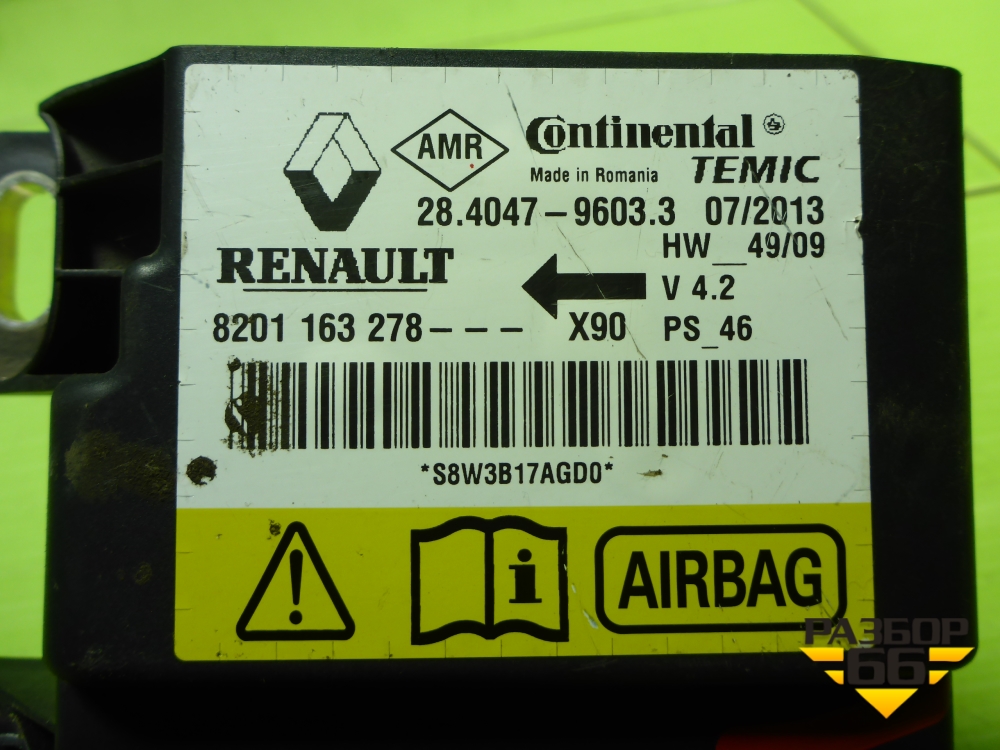 AMR
Continental
Made in Romania TEMIC
28.4047-9603.3 07/2013
HW__49/09
RENAULT
V 4.2
8201 163 278--- X90 PS_46
*S8W3B17AGD0*
i AIRBAG
РАЗБОР
66